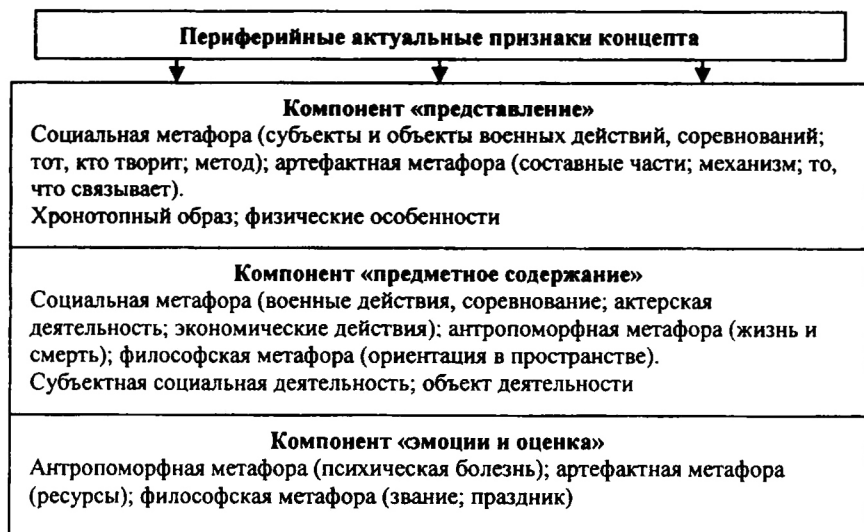 Периферийные актуальные признаки концепта
Компонент «представление»
Социальная метафора (субъекты и объекты военных действий, соревнований;
тот, кто творит; метод); артефактная метафора (составные части; механизм; то,
что связывает).
Хронотопный образ; физические особенности
Компонент «предметное содержание»
Социальная метафора (военные действия, соревнование; актерская
деятельность; экономические действия); антропоморфная метафора (жизнь и
смерть); философская метафора (ориентация в пространстве).
Субъектная социальная деятельность; объект деятельности
Компонент «эмоции и оценка»
Антропоморфная метафора (психическая болезнь); артефактная метафора
(ресурсы); философская метафора (звание; праздник)